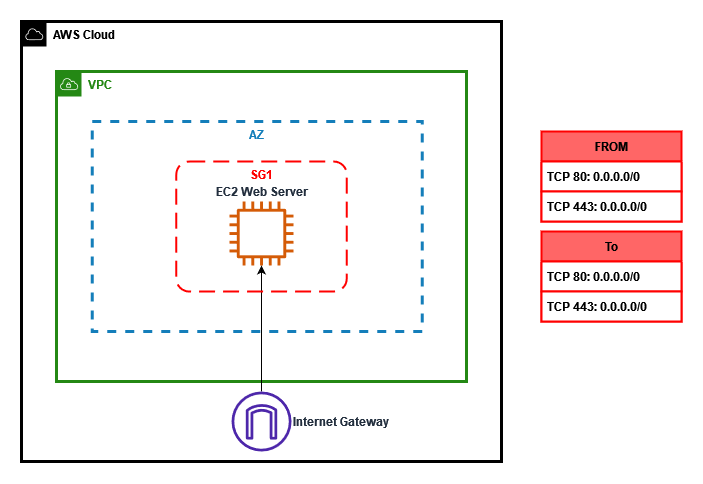 AWS Cloud
VPC
AZ
SG1
EC2 Web Server
Internet Gateway
FROM
TCP 80: 0.0.0.0/0
TCP 443: 0.0.0.0/0
To
TCP 80: 0.0.0.0/0
TCP 443: 0.0.0.0/0